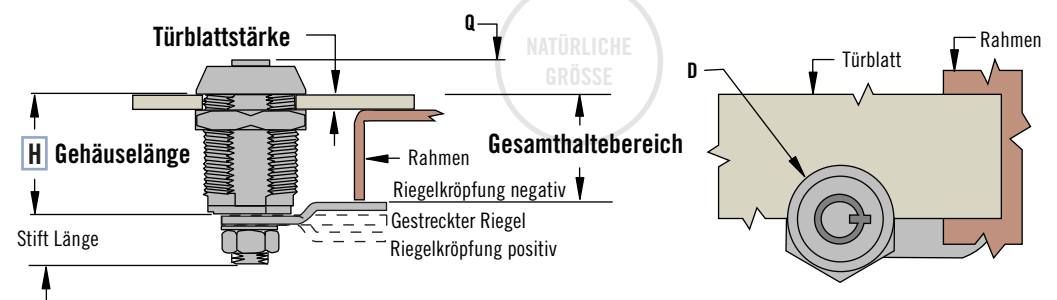 Q
Türblattstärke
NATÜRLICHE
GRÖSSE
Rahmen
Türblatt
D
H Gehäuselänge
Gesamthaltebereich
Rahmen
Riegelkröpfung negativ
Gestreckter Riegel
Stift Länge
Riegelkröpfung positiv